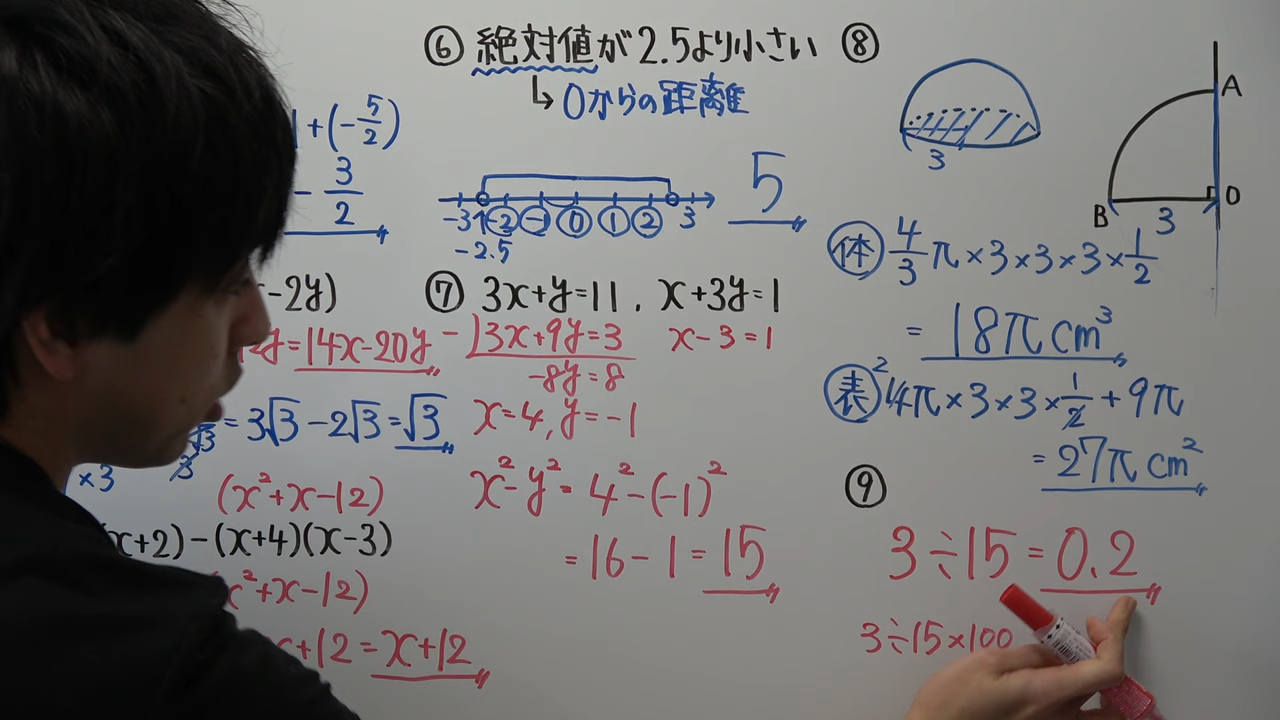 +(-5/2)
- 3/2
-2y)
y=14x-20y
=3√3-2√3=√3
×3
(x²+x-12)
x+2)-(x+4)(x-3)
x²+x-12)
x+12=x+12
⑥ 絶対値が2.5より小さい
↳0からの距離
-3 -2 -1 0 1 2 3
-2.5
5
⑦ 3x+y=11, x+3y=1
-)3x+9y=3 x-3=1
-8y=8
x=4, y=-1
x²-y²=4²-(-1)²
=16-1=15
⑧
3
A
B 3 O
体 4/3π×3×3×3×1/2
=18πcm³
表 ²4π×3×3×1/2+9π
=27πcm²
⑨
3÷15=0.2
3÷15×100